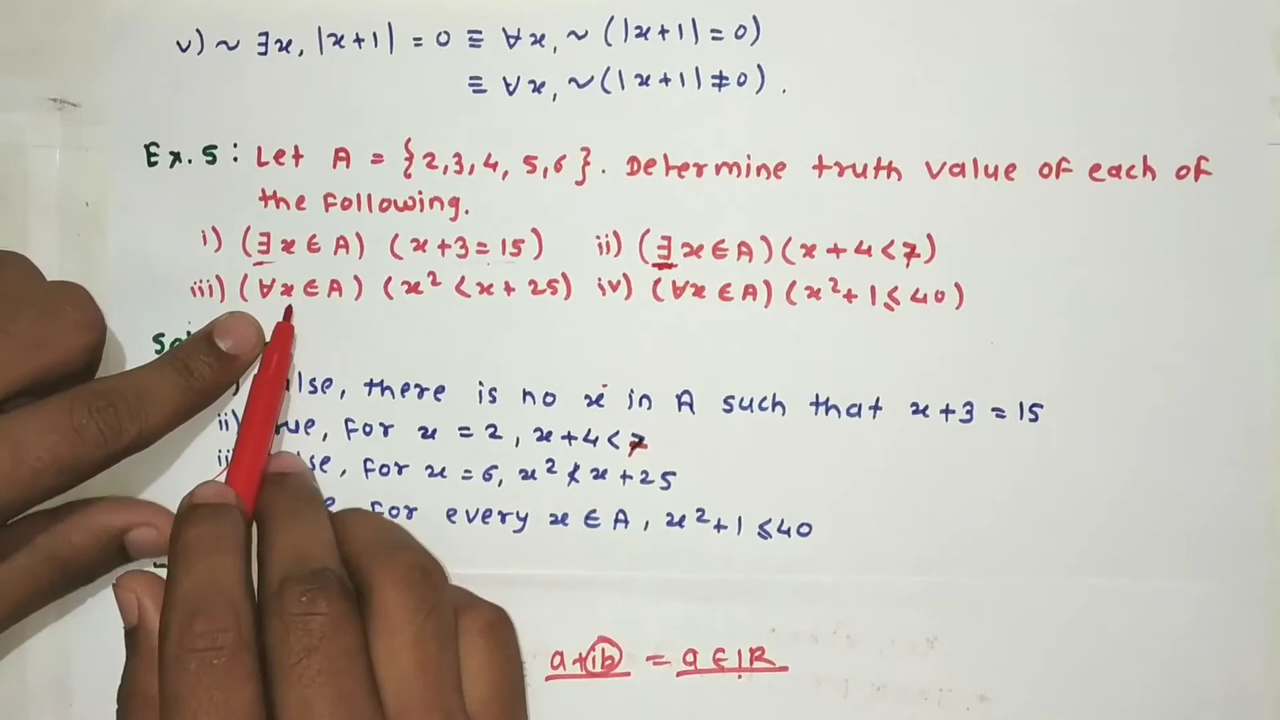 v) ~ ∃x, |x+1| = 0 ≡ ∀x, ~ (|x+1| = 0)
≡ ∀x, ~(|x+1| ≠ 0).
Ex. 5: Let A = {2,3,4, 5,6}. Determine truth value of each of
the following.
i) (∃ x ∈ A) (x+3 = 15) ii) (∃ x ∈ A) (x + 4 < 7)
iii) (∀x ∈ A) (x² < x + 25) iv) (∀x ∈ A) (x² + 1 ≤ 40)
there is no x in A such that x+3 = 15
ii) for x = 2, x+4 < 7
for x = 6, x² ≮ x + 25
for every x ∈ A, x² + 1 ≤ 40
a+ib = a ∈ IR